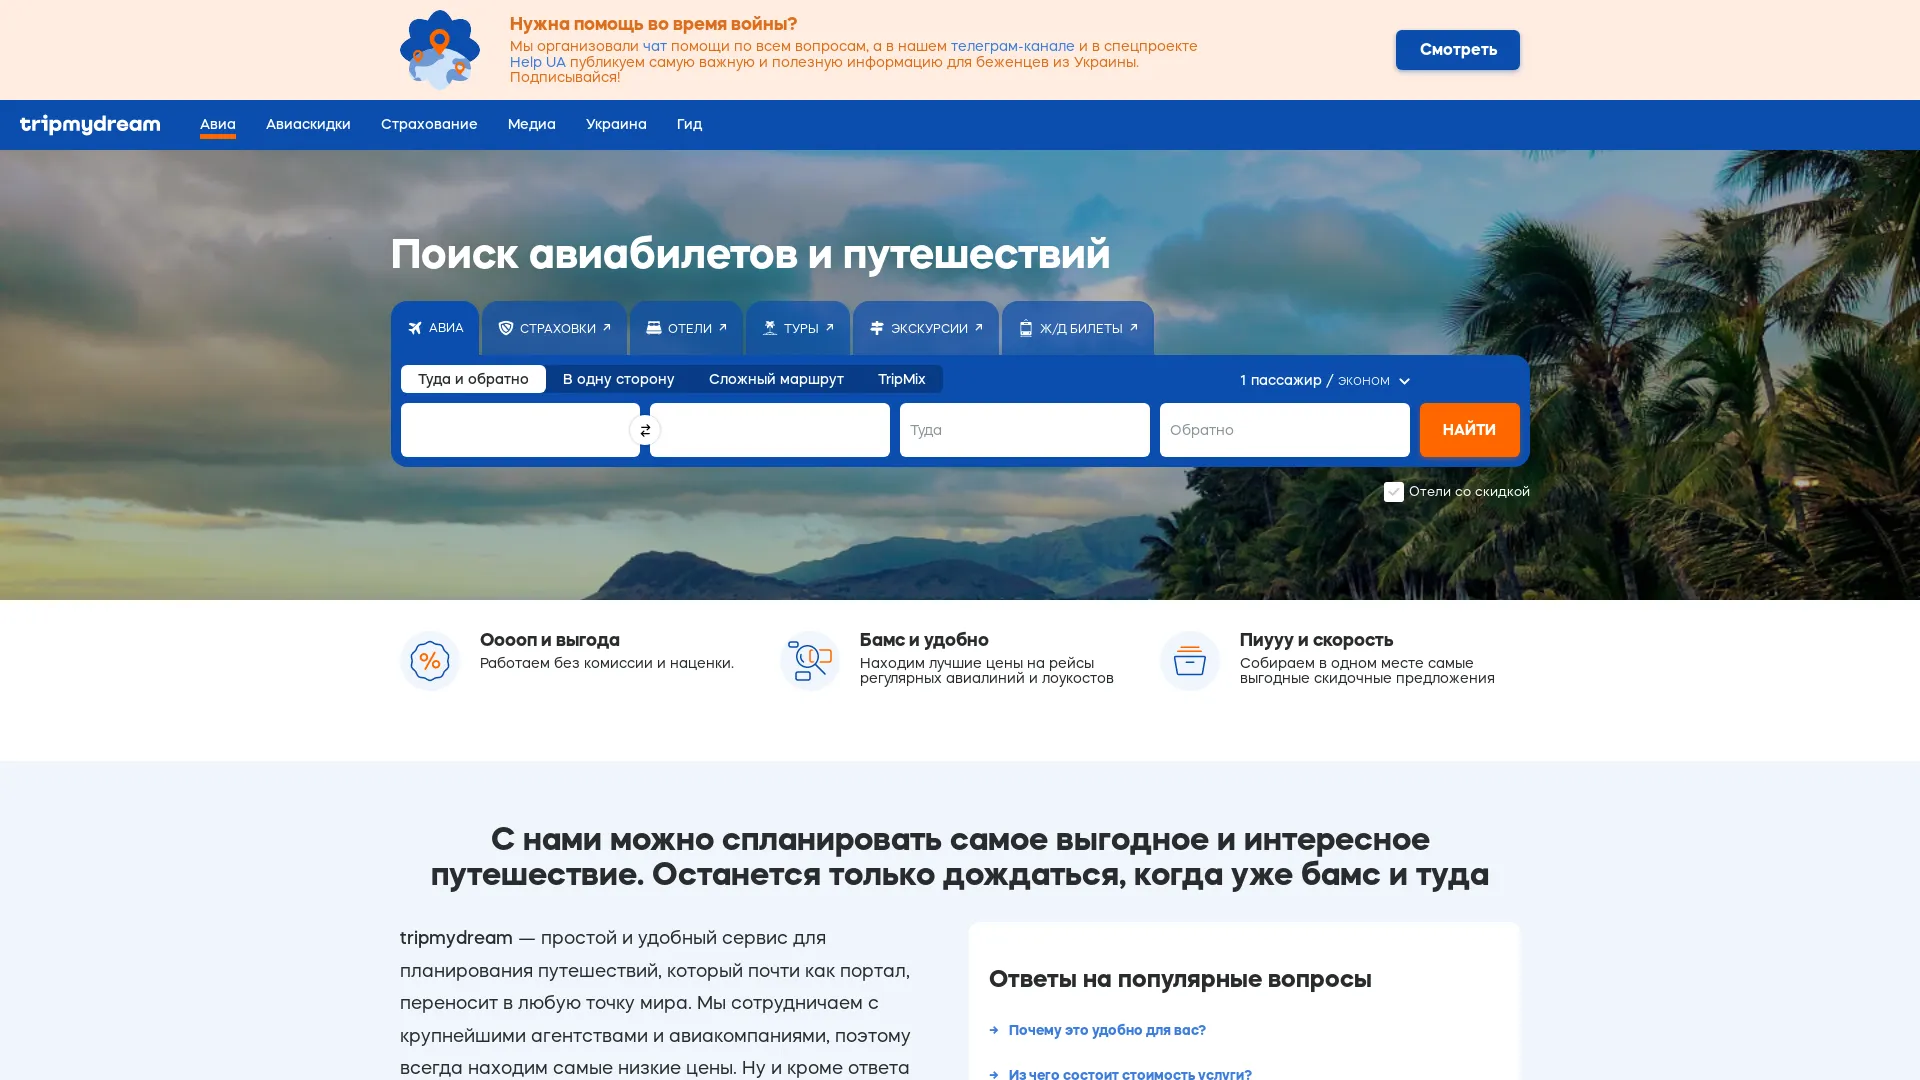 Нужна помощь во время войны?
Мы организовали чат помощи по всем вопросам, а в нашем телеграм-канале и в спецпроекте
Help UA публикуем самую важную и полезную информацию для беженцев из Украины.
Подписывайся!
Смотреть
tripmydream
Авиа
Авиаскидки
Страхование
Медиа
Украина
Гид
Поиск авиабилетов и путешествий
АВИА
СТРАХОВКИ
ОТЕЛИ
ТУРЫ
ЭКСКУРСИИ
Ж/Д БИЛЕТЫ
Туда и обратно
В одну сторону
Сложный маршрут
TripMix
1 пассажир / эконом
Туда
Обратно
НАЙТИ
Отели со скидкой
Оооoп и выгода
Работаем без комиссии и наценки.
Бамс и удобно
Находим лучшие цены на рейсы
регулярных авиалиний и лоукостов
Пиууу и скорость
Собираем в одном месте самые
выгодные скидочные предложения
С нами можно спланировать самое выгодное и интересное
путешествие. Останется только дождаться, когда уже бамс и туда
tripmydream — простой и удобный сервис для
планирования путешествий, который почти как портал,
переносит в любую точку мира. Мы сотрудничаем с
крупнейшими агентствами и авиакомпаниями, поэтому
всегда находим самые низкие цены. Ну и кроме ответа
Ответы на популярные вопросы
Почему это удобно для вас?
Из чего состоит стоимость услуги?